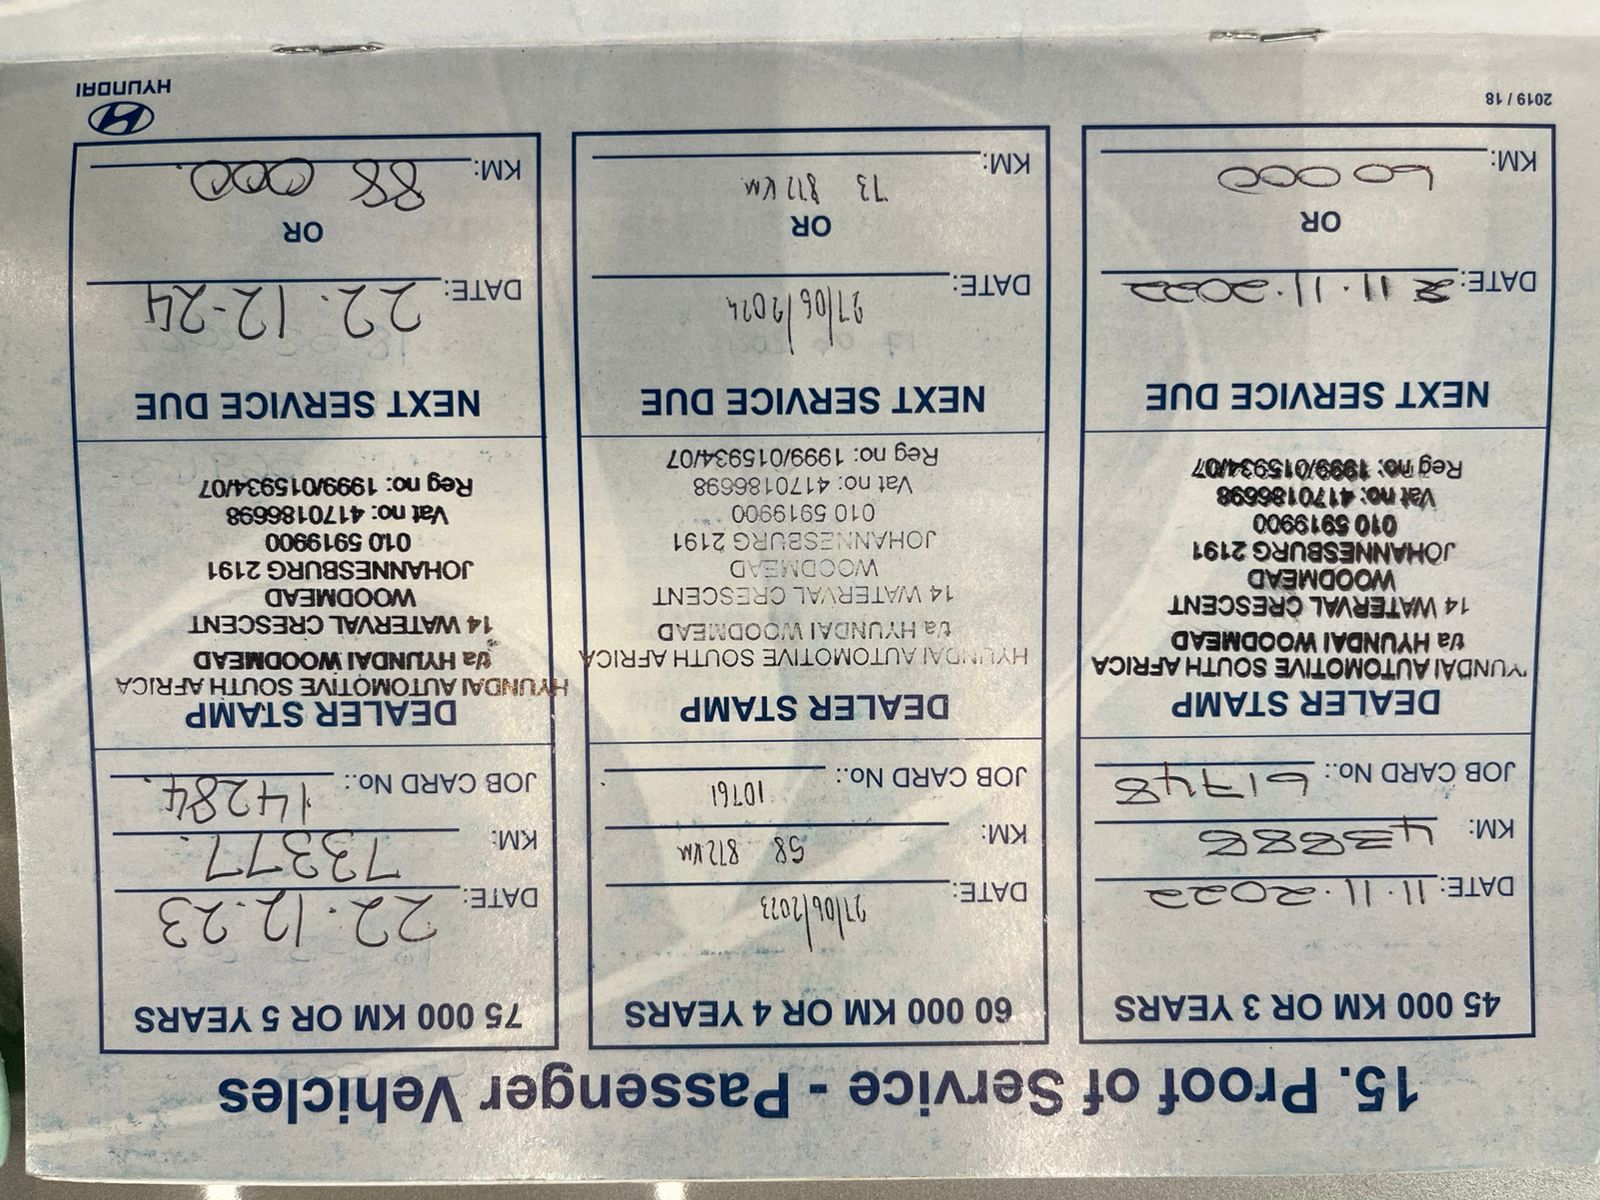 15. Proof of Service - Passenger Vehicles
45 000 KM OR 3 YEARS
DATE: 11.11.2022
KM: 43888
JOB CARD No.: 61748
DEALER STAMP
YUNDAI AUTOMOTIVE SOUTH AFRICA
t/a HYUNDAI WOODMEAD
14 WATERVAL CRESCENT
WOODMEAD
JOHANNESBURG 2191
010 5919900
Vat no: 4170186698
Reg no: 1999/015934/07
NEXT SERVICE DUE
DATE: 11.11.2022
OR
KM: 60 000
60 000 KM OR 4 YEARS
DATE: 27/06/2023
KM: 58 872 KM
JOB CARD No.: 10761
DEALER STAMP
HYUNDAI AUTOMOTIVE SOUTH AFRICA
t/a HYUNDAI WOODMEAD
14 WATERVAL CRESCENT
WOODMEAD
JOHANNESBURG 2191
010 5919900
Vat no: 4170186698
Reg no: 1999/015934/07
NEXT SERVICE DUE
DATE: 27/06/2024
OR
KM: 73 872 KM
75 000 KM OR 5 YEARS
DATE: 22.12.23
KM: 73377.
JOB CARD No.: 14284.
DEALER STAMP
HYUNDAI AUTOMOTIVE SOUTH AFRICA
t/a HYUNDAI WOODMEAD
14 WATERVAL CRESCENT
WOODMEAD
JOHANNESBURG 2191
010 5919900
Vat no: 4170186698
Reg no: 1999/015934/07
NEXT SERVICE DUE
DATE: 22.12-24
OR
KM: 88 000.
2019 / 18
HYUNDAI